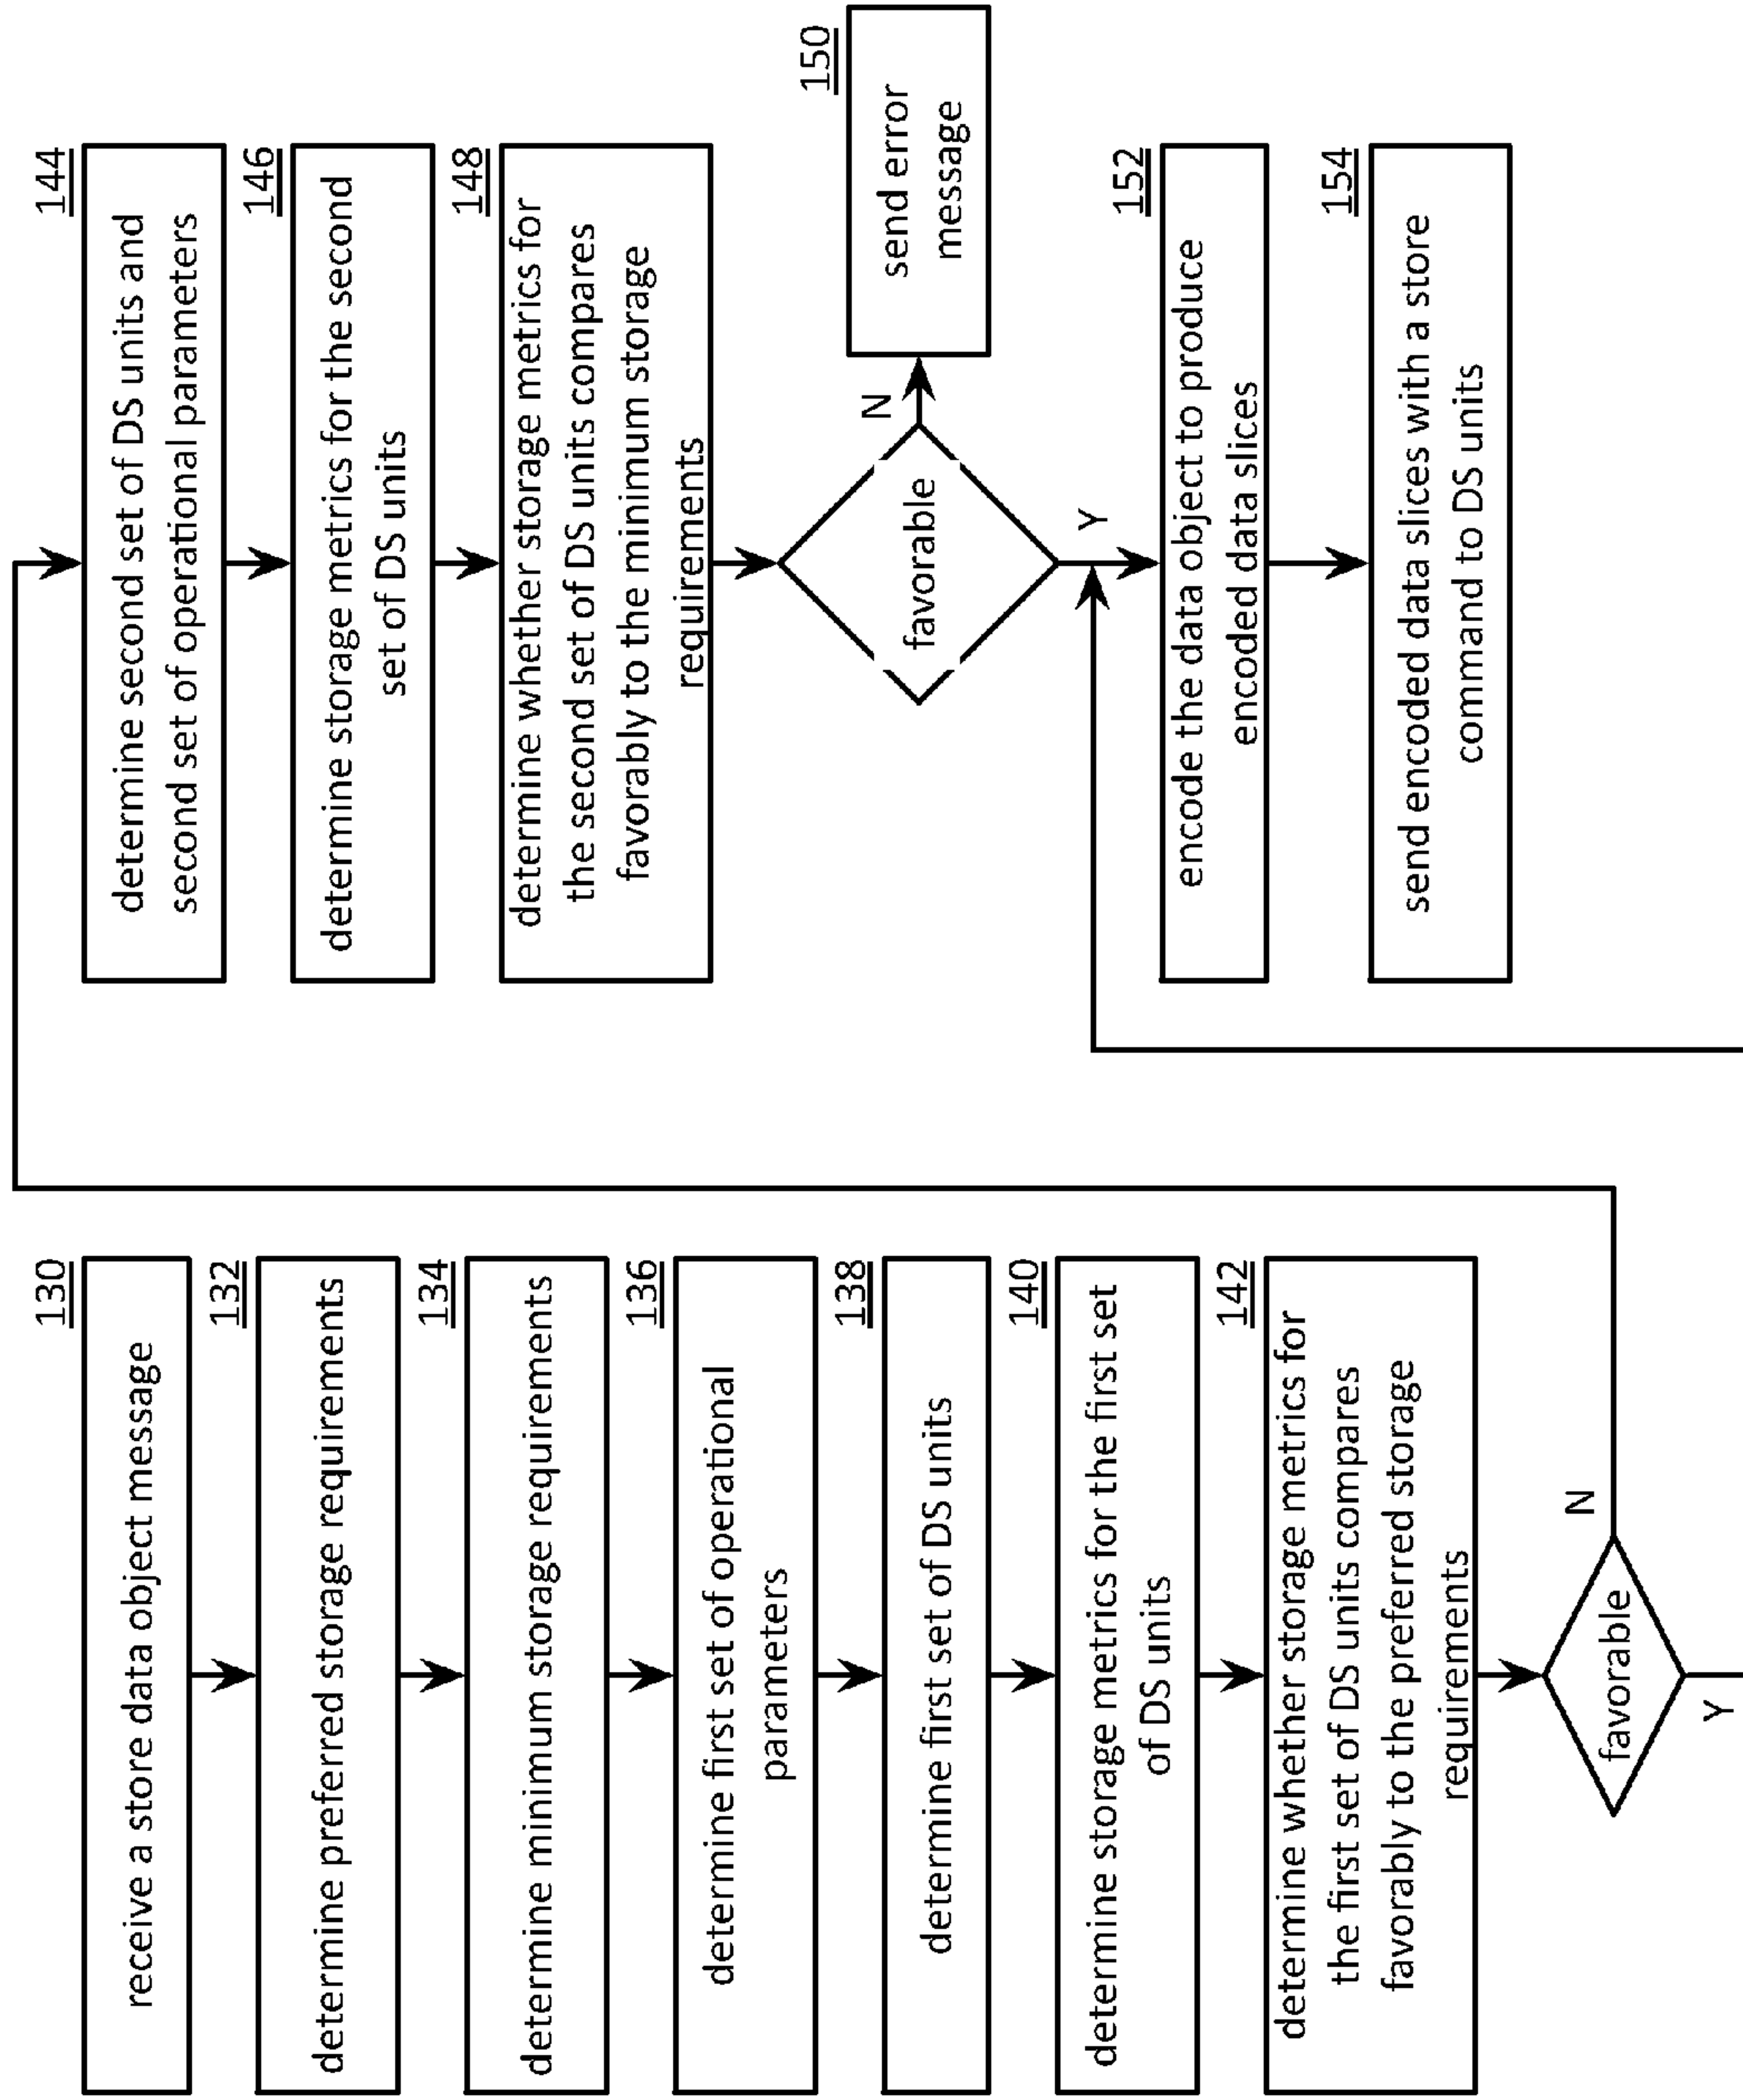 130
receive a store data object message
132
determine preferred storage requirements
134
determine minimum storage requirements
136
determine first set of operational
parameters
138
determine first set of DS units
140
determine storage metrics for the first set
of DS units
142
determine whether storage metrics for
the first set of DS units compares
favorably to the preferred storage
requirements
favorable
N
Y
144
determine second set of DS units and
second set of operational parameters
146
determine storage metrics for the second
set of DS units
148
determine whether storage metrics for
the second set of DS units compares
favorably to the minimum storage
requirements
favorable
N
150
send error
message
Y
152
encode the data object to produce
encoded data slices
154
send encoded data slices with a store
command to DS units